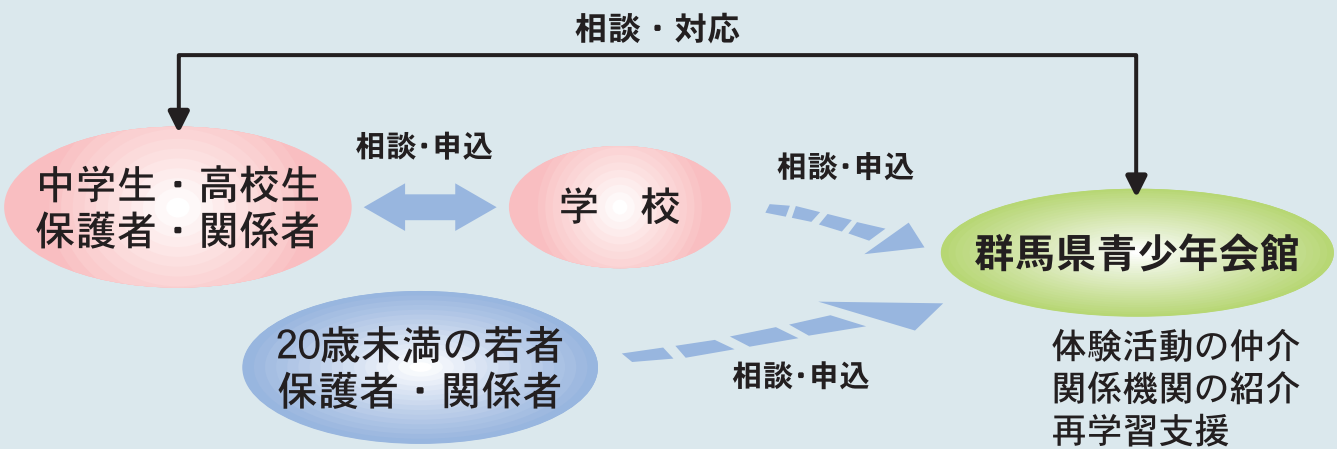 相談・対応
中学生・高校生
保護者・関係者
相談・申込
学 校
相談・申込
群馬県青少年会館
20歳未満の若者
保護者・関係者
相談・申込
体験活動の仲介
関係機関の紹介
再学習支援